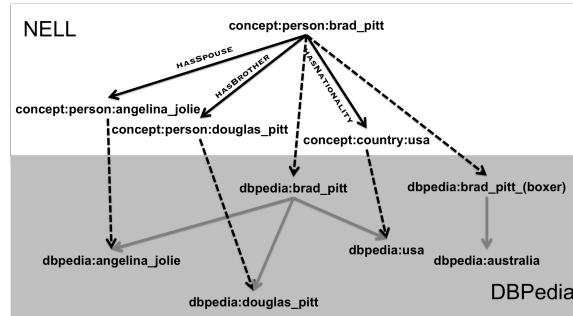 NELL
concept:person:brad_pitt
HASSPOUSE
HASBROTHER
HASNATIONALITY
concept:person:angelina_jolie
concept:person:douglas_pitt
concept:country:usa
dbpedia:brad_pitt
dbpedia:brad_pitt_(boxer)
dbpedia:angelina_jolie
dbpedia:usa
dbpedia:australia
dbpedia:douglas_pitt
DBPedia